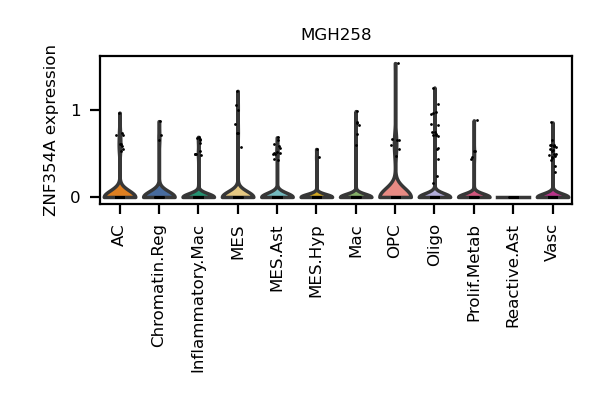 MGH258
ZNF354A expression
1
0
AC
Chromatin.Reg
Inflammatory.Mac
MES
MES.Ast
MES.Hyp
Mac
OPC
Oligo
Prolif.Metab
Reactive.Ast
Vasc